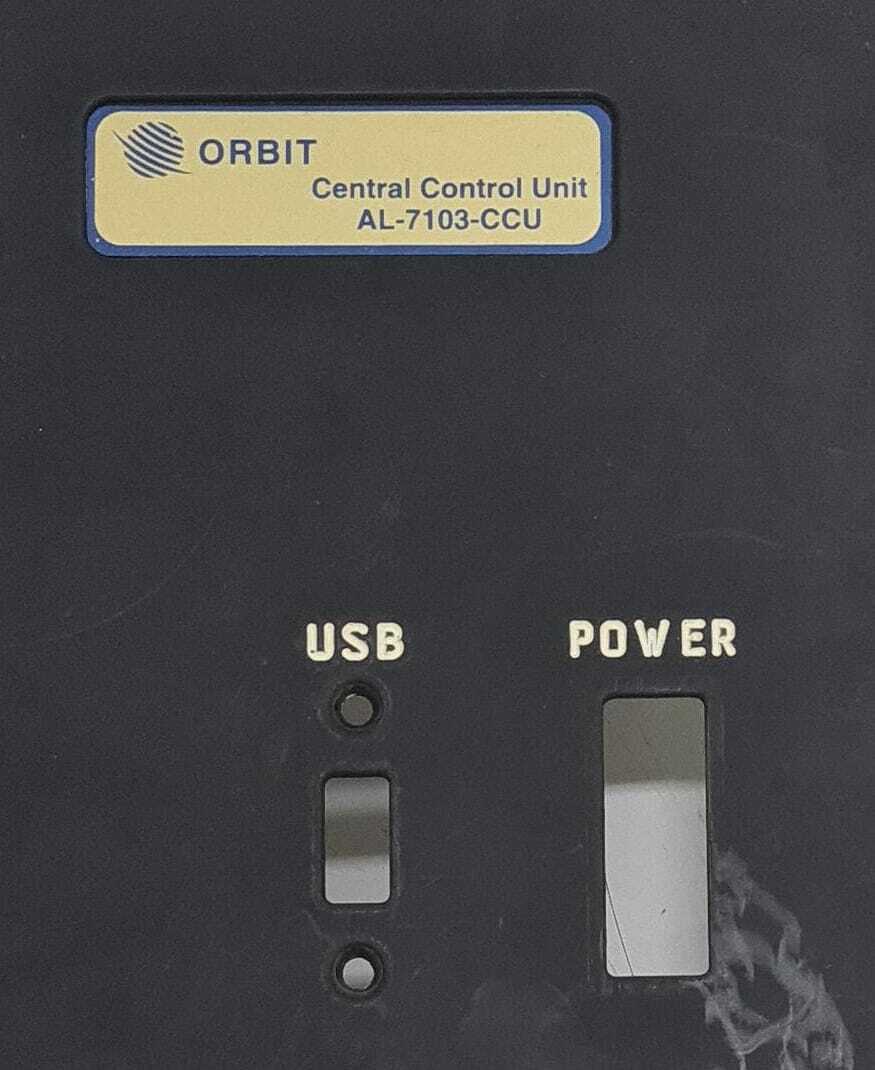 ORBIT
Central Control Unit
AL-7103-CCU
USB POWER